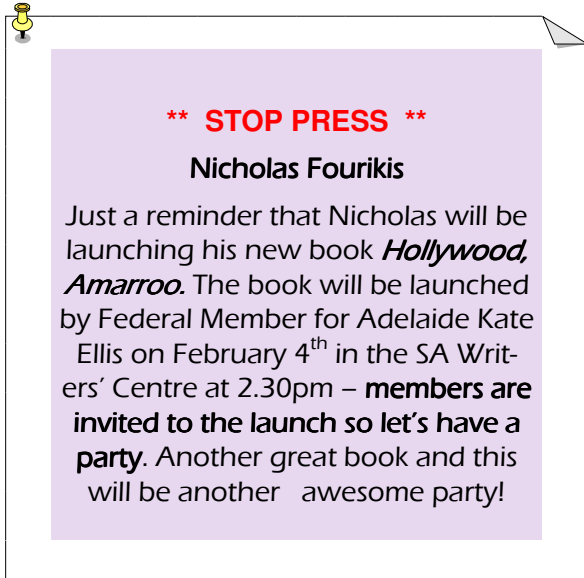 ** STOP PRESS **
Nicholas Fourikis
Just a reminder that Nicholas will be
launching his new book Hollywood,
Amarroo. The book will be launched
by Federal Member for Adelaide Kate
Ellis on February 4th in the SA Writ-
ers’ Centre at 2.30pm – members are
invited to the launch so let’s have a
party. Another great book and this
will be another awesome party!